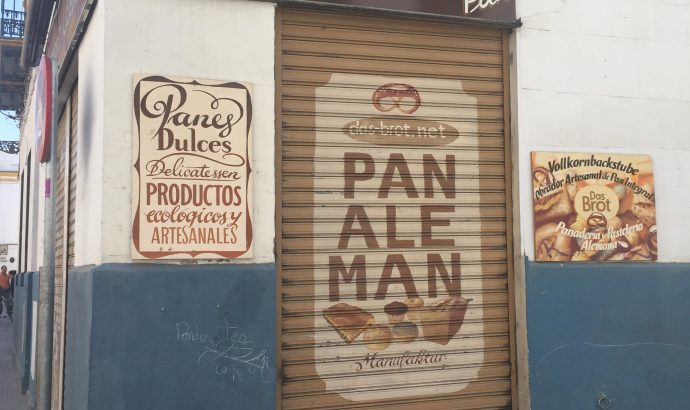 Panes
y Dulces
Delicatessen
PRODUCTOS
ecológicos y
ARTESANALES
das-brot.net
PAN
ALE
MAN
Manufaktur
Vollkornbackstube
Obrador Artesanal de Pan Integral
Das
Brot
Panadería y Pastelería
Alemana